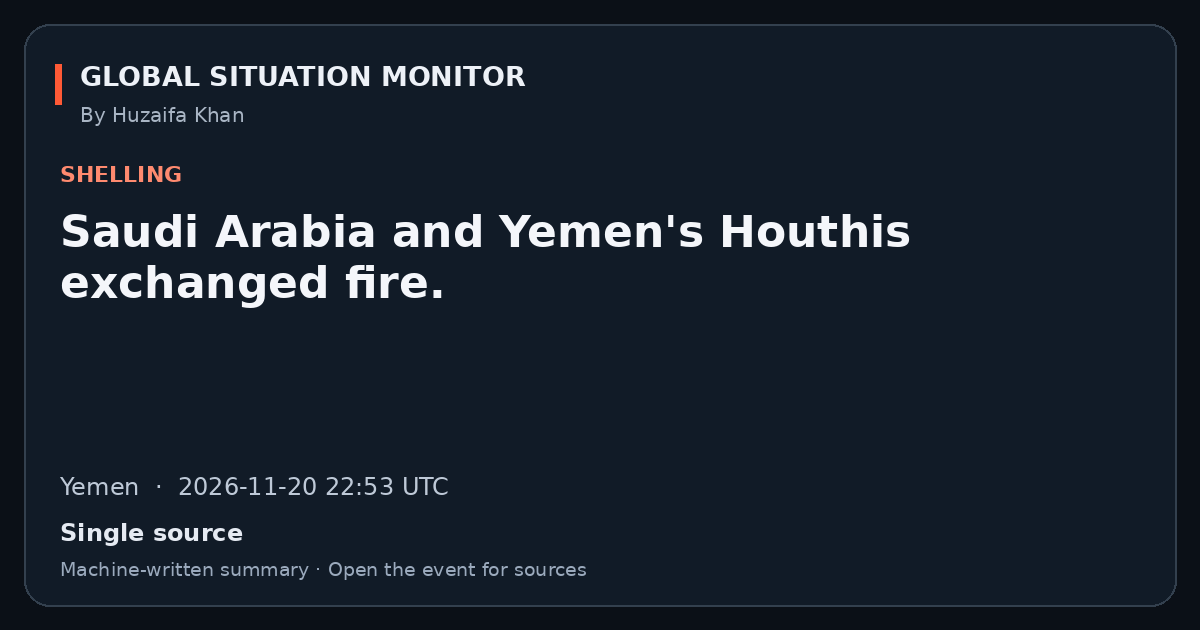 GLOBAL SITUATION MONITOR
By Huzaifa Khan
SHELLING
Saudi Arabia and Yemen's Houthis
exchanged fire.
Yemen · 2026-11-20 22:53 UTC
Single source
Machine-written summary · Open the event for sources